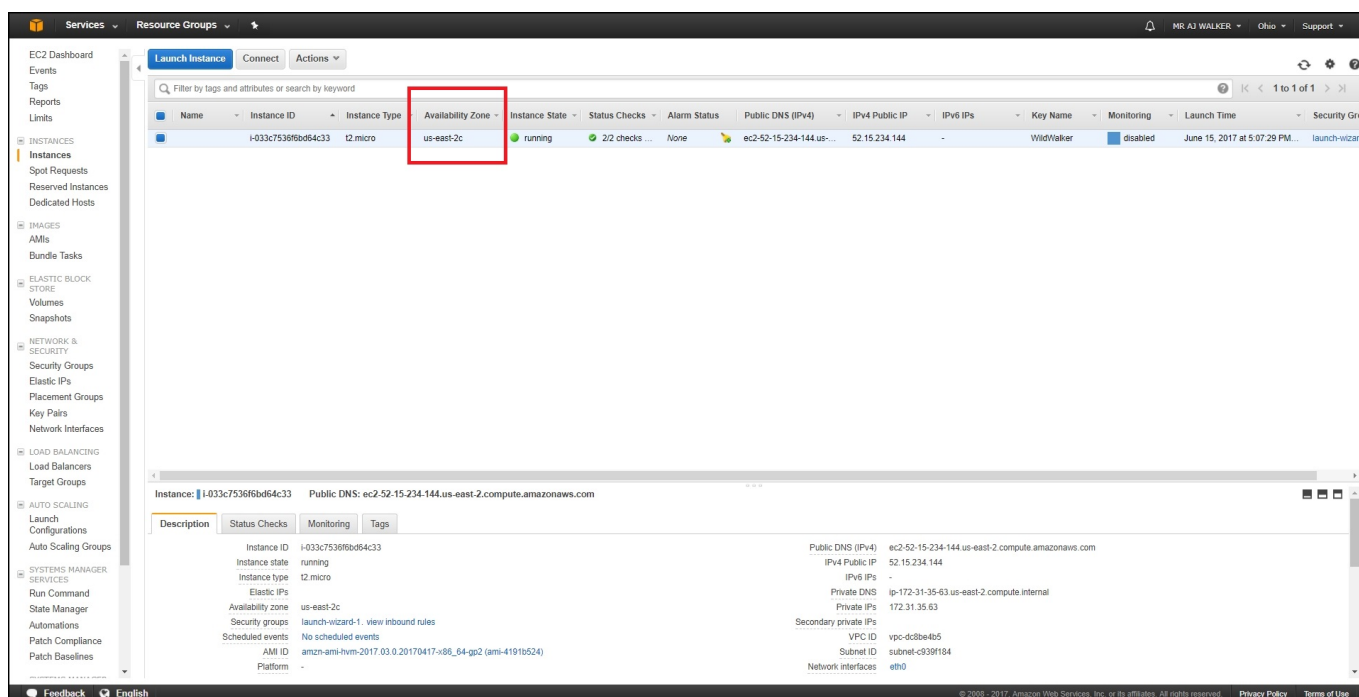 Services Resource Groups MR AJ WALKER Ohio Support
EC2 Dashboard
Events
Tags
Reports
Limits
INSTANCES
Instances
Spot Requests
Reserved Instances
Dedicated Hosts
IMAGES
AMIs
Bundle Tasks
ELASTIC BLOCK
STORE
Volumes
Snapshots
NETWORK &
SECURITY
Security Groups
Elastic IPs
Placement Groups
Key Pairs
Network Interfaces
LOAD BALANCING
Load Balancers
Target Groups
AUTO SCALING
Launch
Configurations
Auto Scaling Groups
SYSTEMS MANAGER
SERVICES
Run Command
State Manager
Automations
Patch Compliance
Patch Baselines
Launch Instance Connect Actions
Filter by tags and attributes or search by keyword 1 to 1 of 1
Name Instance ID Instance Type Availability Zone Instance State Status Checks Alarm Status Public DNS (IPv4) IPv4 Public IP IPv6 IPs Key Name Monitoring Launch Time Security Gr
i-033c7536f6bd64c33 t2.micro us-east-2c running 2/2 checks ... None ec2-52-15-234-144.us-... 52.15.234.144 - WildWalker disabled June 15, 2017 at 5:07:29 PM... launch-wizar
Instance: i-033c7536f6bd64c33 Public DNS: ec2-52-15-234-144.us-east-2.compute.amazonaws.com
Description Status Checks Monitoring Tags
Instance ID i-033c7536f6bd64c33 Public DNS (IPv4) ec2-52-15-234-144.us-east-2.compute.amazonaws.com
Instance state running IPv4 Public IP 52.15.234.144
Instance type t2.micro IPv6 IPs -
Elastic IPs Private DNS ip-172-31-35-63.us-east-2.compute.internal
Availability zone us-east-2c Private IPs 172.31.35.63
Security groups launch-wizard-1. view inbound rules Secondary private IPs
Scheduled events No scheduled events VPC ID vpc-dc8be4b5
AMI ID amzn-ami-hvm-2017.03.0.20170417-x86_64-gp2 (ami-4191b524) Subnet ID subnet-c939f184
Platform - Network interfaces eth0
Feedback English © 2008 - 2017, Amazon Web Services, Inc. or its affiliates. All rights reserved. Privacy Policy Terms of Use